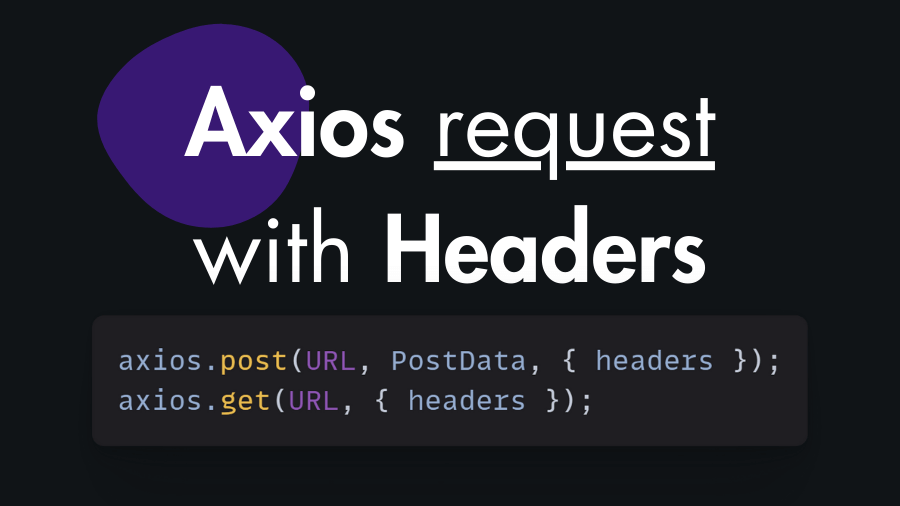 Axios request
with Headers
axios.post(URL, PostData, { headers });
axios.get(URL, { headers });